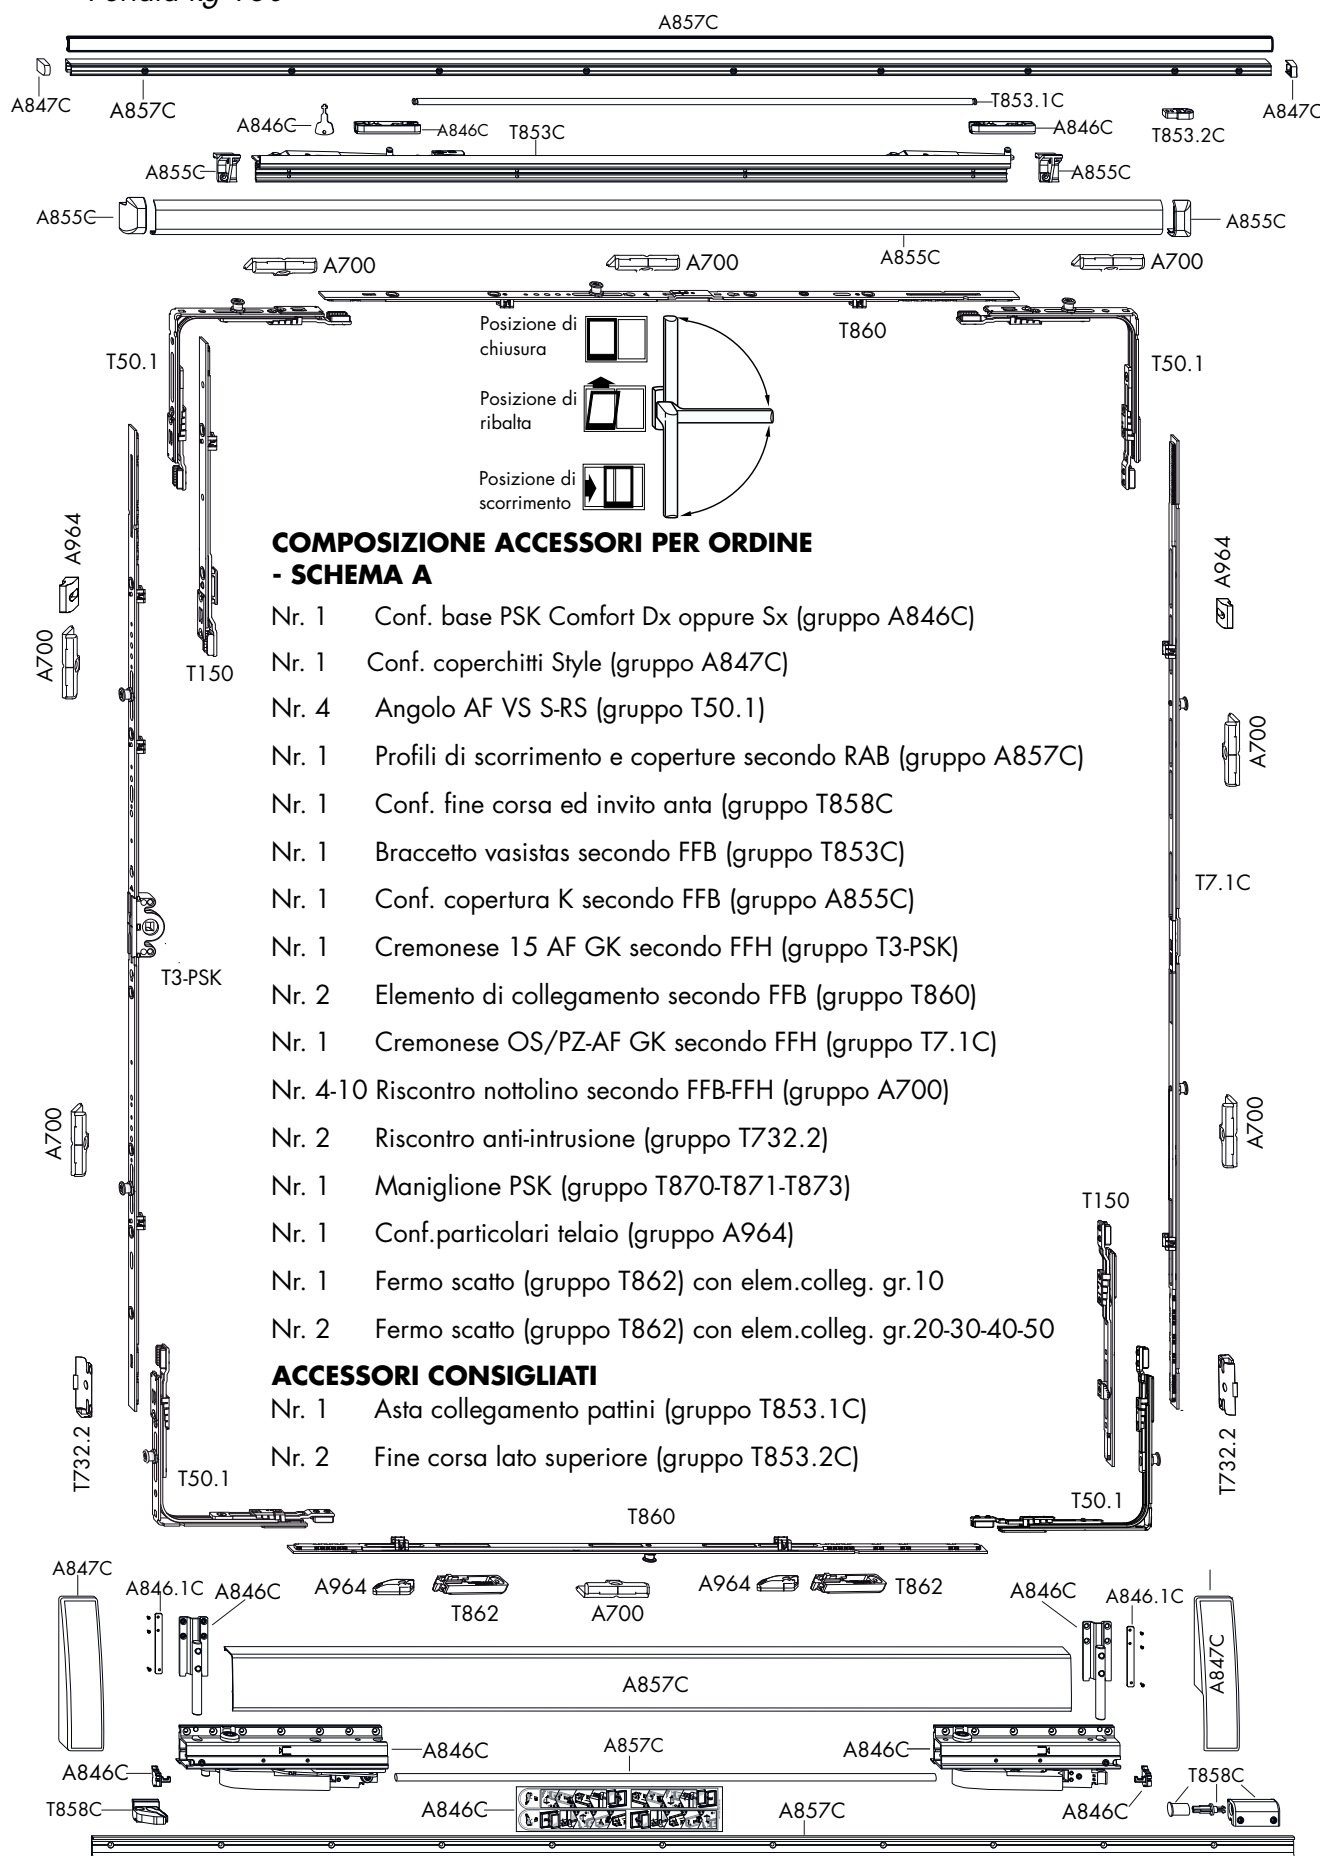 A857C
A847C
A857C
A847C
T853.1C
A846C
A846C
T853C
A846C
T853.2C
A855C
A855C
A855C
A855C
A855C
A700
A700
A700
T860
T50.1
T50.1
Posizione di
chiusura
Posizione di
ribalta
Posizione di
scorrimento
A964
A964
A700
T150
COMPOSIZIONE ACCESSORI PER ORDINE
- SCHEMA A
Nr. 1 Conf. base PSK Comfort Dx oppure Sx (gruppo A846C)
Nr. 1 Conf. coperchitti Style (gruppo A847C)
Nr. 4 Angolo AF VS S-RS (gruppo T50.1)
Nr. 1 Profili di scorrimento e coperture secondo RAB (gruppo A857C)
Nr. 1 Conf. fine corsa ed invito anta (gruppo T858C
Nr. 1 Braccetto vasistas secondo FFB (gruppo T853C)
Nr. 1 Conf. copertura K secondo FFB (gruppo A855C)
Nr. 1 Cremonese 15 AF GK secondo FFH (gruppo T3-PSK)
Nr. 2 Elemento di collegamento secondo FFB (gruppo T860)
Nr. 1 Cremonese OS/PZ-AF GK secondo FFH (gruppo T7.1C)
Nr. 4-10 Riscontro nottolino secondo FFB-FFH (gruppo A700)
Nr. 2 Riscontro anti-intrusione (gruppo T732.2)
Nr. 1 Maniglione PSK (gruppo T870-T871-T873)
Nr. 1 Conf.particolari telaio (gruppo A964)
Nr. 1 Fermo scatto (gruppo T862) con elem.colleg. gr.10
Nr. 2 Fermo scatto (gruppo T862) con elem.colleg. gr.20-30-40-50
ACCESSORI CONSIGLIATI
Nr. 1 Asta collegamento pattini (gruppo T853.1C)
Nr. 2 Fine corsa lato superiore (gruppo T853.2C)
A700
T7.1C
T3-PSK
A700
A700
T150
T732.2
T732.2
T50.1
T50.1
T860
A847C
A846.1C
A846C
A964
T862
A700
A964
T862
A846C
A846.1C
A847C
A857C
A846C
A857C
A846C
A846C
T858C
A846C
A857C
A846C
T858C